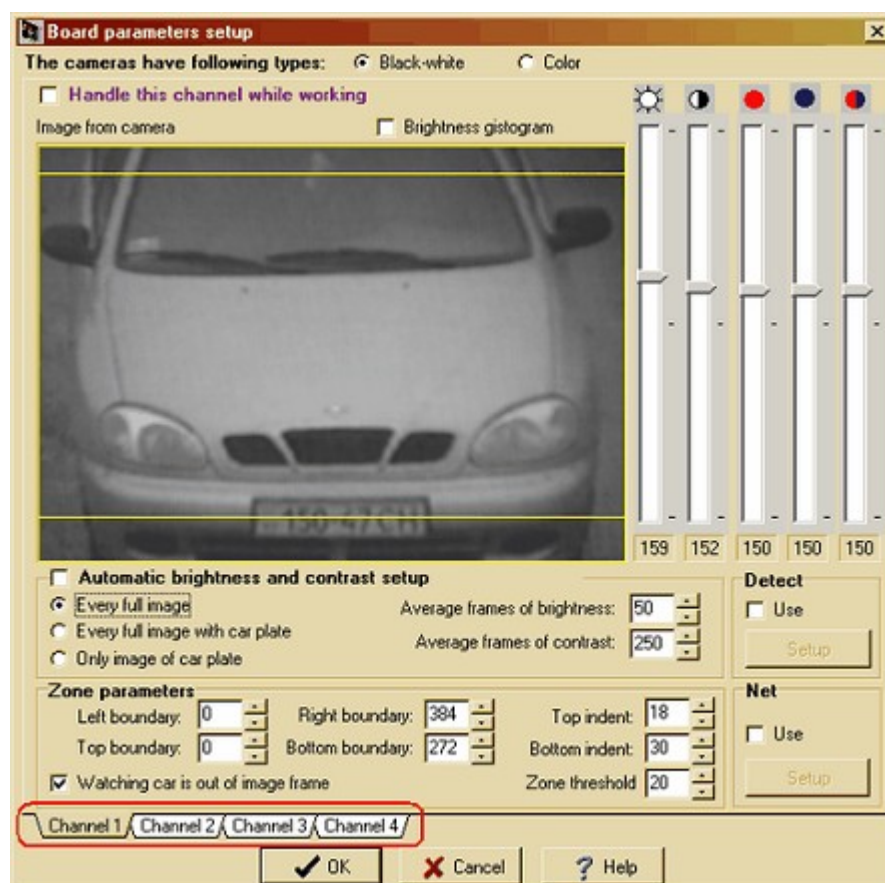 Board parameters setup
The cameras have following types: Black-white Color
Handle this channel while working
Image from camera Brightness gistogram
150-47CH
159 152 150 150 150
Automatic brightness and contrast setup Detect
Every full image Average frames of brightness: 50 Use
Every full image with car plate Average frames of contrast: 250
Only image of car plate Setup
Zone parameters Net
Left boundary: 0 Right boundary: 384 Top indent: 18
Top boundary: 0 Bottom boundary: 272 Bottom indent: 30 Use
Watching car is out of image frame Zone threshold 20 Setup
Channel 1 Channel 2 Channel 3 Channel 4
OK Cancel Help